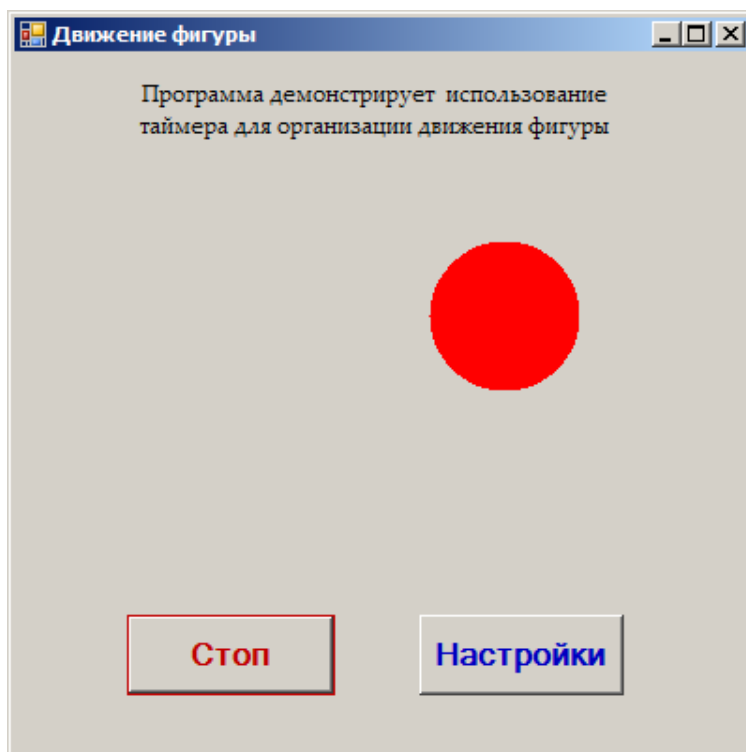 Движение фигуры
Программа демонстрирует использование
таймера для организации движения фигуры
Стоп
Настройки